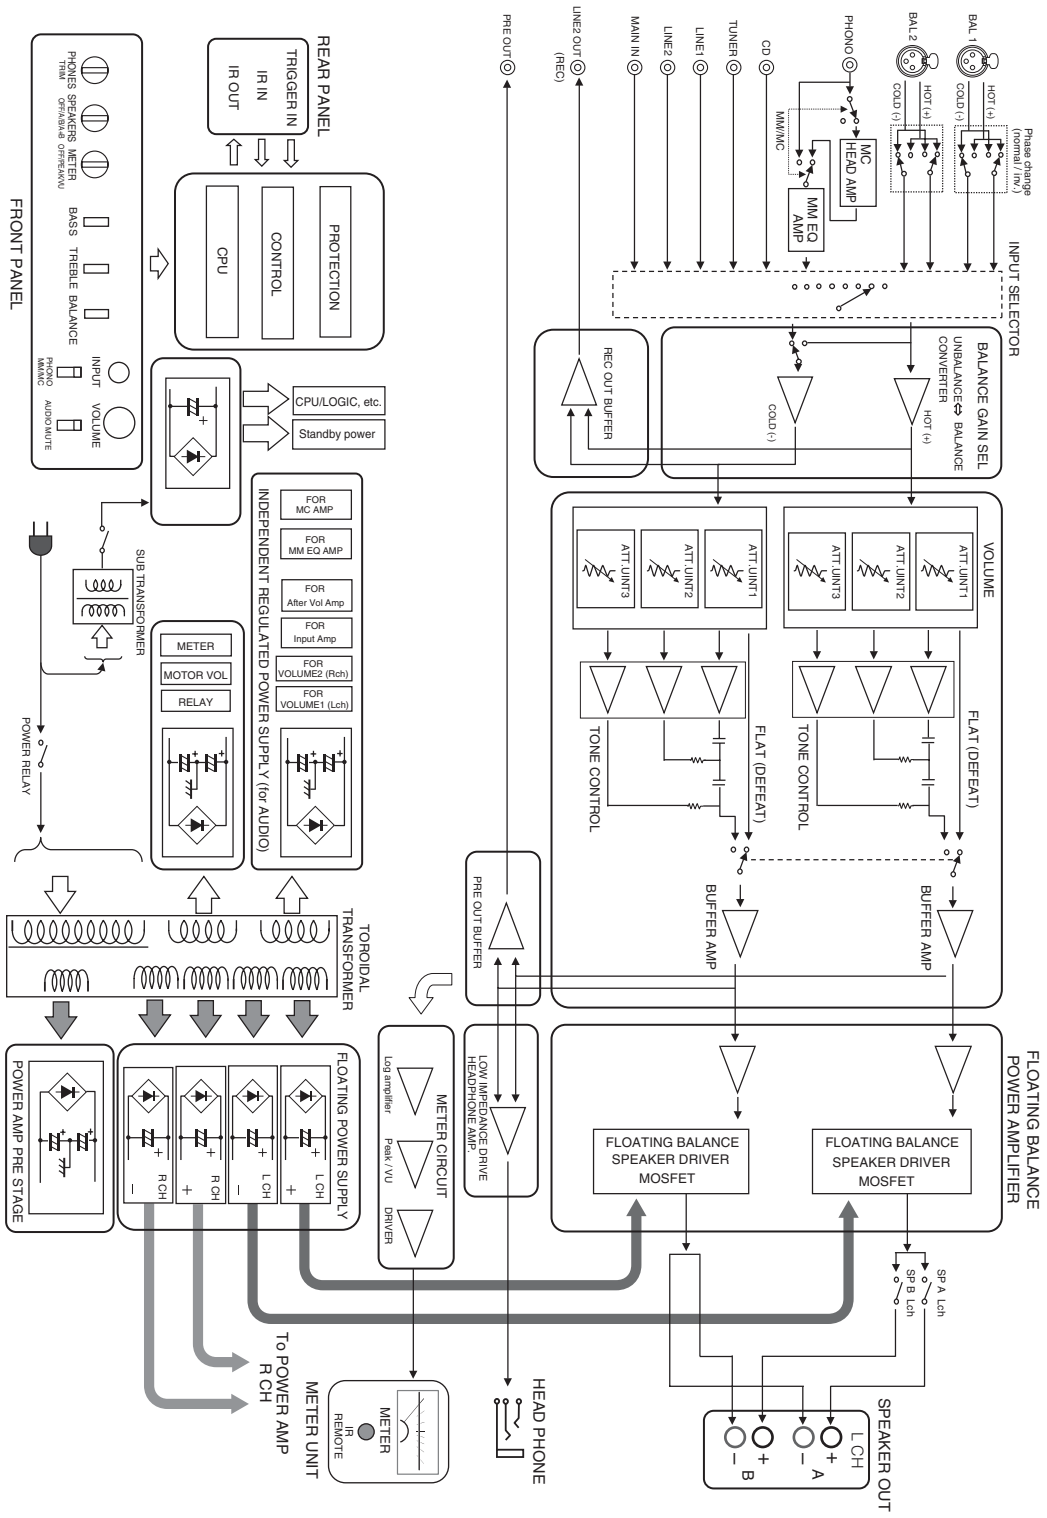 BAL 1
HOT (+)
COLD (-)
BAL 2
HOT (+)
COLD (-)
Phase change
(normal / inv.)
PHONO
MM/MC
MC
HEAD AMP
MM EQ
AMP
CD
TUNER
LINE1
LINE2
MAIN IN
LINE2 OUT
(REC)
PRE OUT
INPUT SELECTOR
BALANCE GAIN SEL
UNBALANCE⇔ BALANCE
CONVERTER
HOT (+)
COLD (-)
REC OUT BUFFER
VOLUME
ATT.UINT1
ATT.UINT2
ATT.UINT3
ATT.UINT1
ATT.UINT2
ATT.UINT3
FLAT (DEFEAT)
TONE CONTROL
FLAT (DEFEAT)
TONE CONTROL
BUFFER AMP
BUFFER AMP
PRE OUT BUFFER
FLOATING BALANCE
POWER AMPLIFIER
FLOATING BALANCE
SPEAKER DRIVER
MOSFET
FLOATING BALANCE
SPEAKER DRIVER
MOSFET
LOW IMPEDANCE DRIVE
HEADPHONE AMP.
METER CIRCUIT
Log amplifier
Peak / VU
DRIVER
SP A Lch
SP B Lch
SPEAKER OUT
L CH
+
A
−
+
B
−
HEAD PHONE
METER
IR
REMOTE
METER UNIT
To POWER AMP
R CH
REAR PANEL
TRIGGER IN
IR IN
IR OUT
PROTECTION
CONTROL
CPU
PHONES
TRIM
SPEAKERS
OFF/A/B/A+B
METER
OFF/PEAK/VU
BASS
TREBLE
BALANCE
INPUT
VOLUME
PHONO
MM/MC
AUDIO MUTE
FRONT PANEL
CPU/LOGIC, etc.
Standby power
+
SUB TRANSFORMER
POWER RELAY
FOR
MC AMP
FOR
MM EQ AMP
FOR
After Vol Amp
FOR
Input Amp
FOR
VOLUME2 (Rch)
FOR
VOLUME1 (Lch)
+
+
INDEPENDENT REGULATED POWER SUPPLY (for AUDIO)
METER
MOTOR VOL
RELAY
+
+
TOROIDAL
TRANSFORMER
FLOATING POWER SUPPLY
+
L CH
+
+
L CH
−
+
R CH
+
+
R CH
−
+
+
POWER AMP PRE STAGE